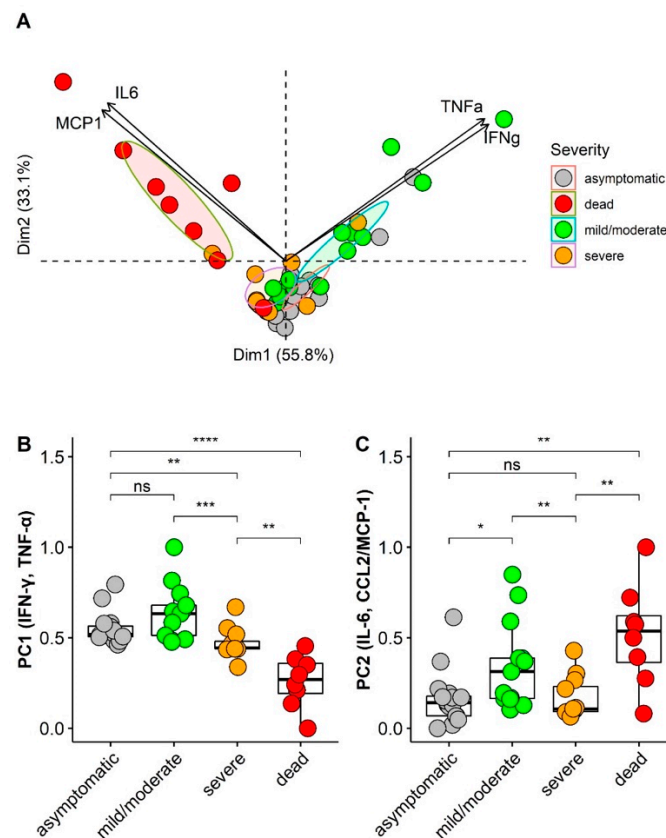 A
IL6
MCP1
TNFa
IFNg
Dim2 (33.1%)
Dim1 (55.8%)
Severity
asymptomatic
dead
mild/moderate
severe
B
PC1 (IFN-γ, TNF-α)
1.5
1.0
0.5
0.0
****
**
ns
***
**
asymptomatic
mild/moderate
severe
dead
C
PC2 (IL-6, CCL2/MCP-1)
1.5
1.0
0.5
0.0
**
ns
**
*
**
asymptomatic
mild/moderate
severe
dead